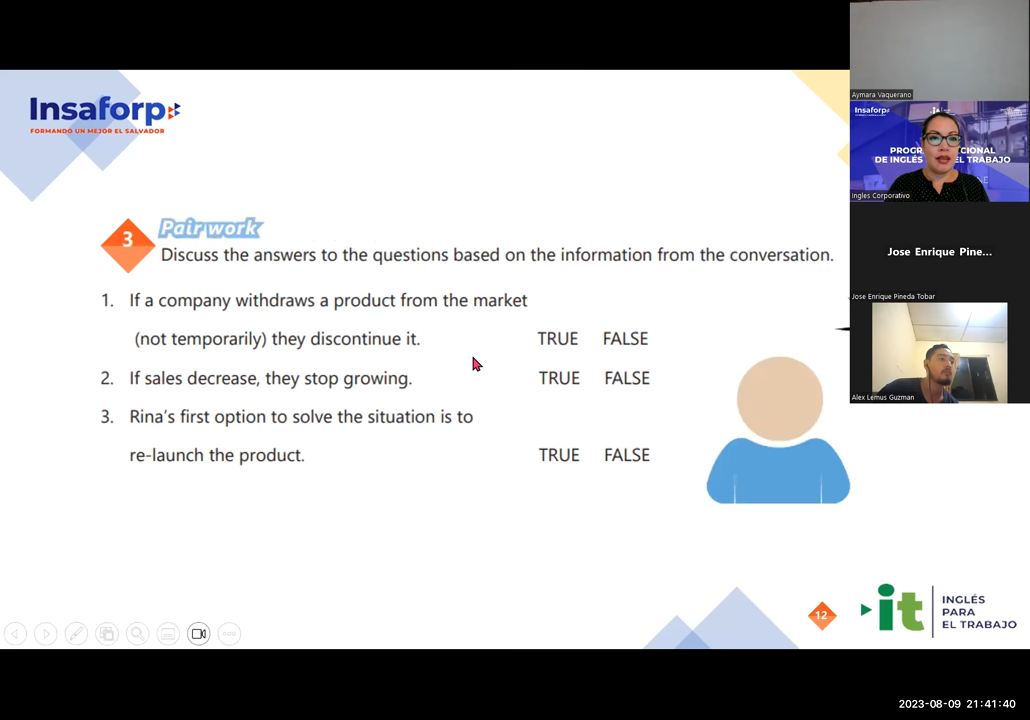 Insaforp
FORMANDO UN MEJOR EL SALVADOR
3
Pair work
Discuss the answers to the questions based on the information from the conversation.
1. If a company withdraws a product from the market
(not temporarily) they discontinue it. TRUE FALSE
2. If sales decrease, they stop growing. TRUE FALSE
3. Rina's first option to solve the situation is to
re-launch the product. TRUE FALSE
12
it
INGLÉS
PARA
EL TRABAJO
Aymara Vaquerano
Insaforp
PROGR CIONAL
DE INGLÉS EL TRABAJO
Ingles Corporativo
Jose Enrique Pine...
Jose Enrique Pineda Tobar
Alex Lemus Guzman
2023-08-09 21:41:40